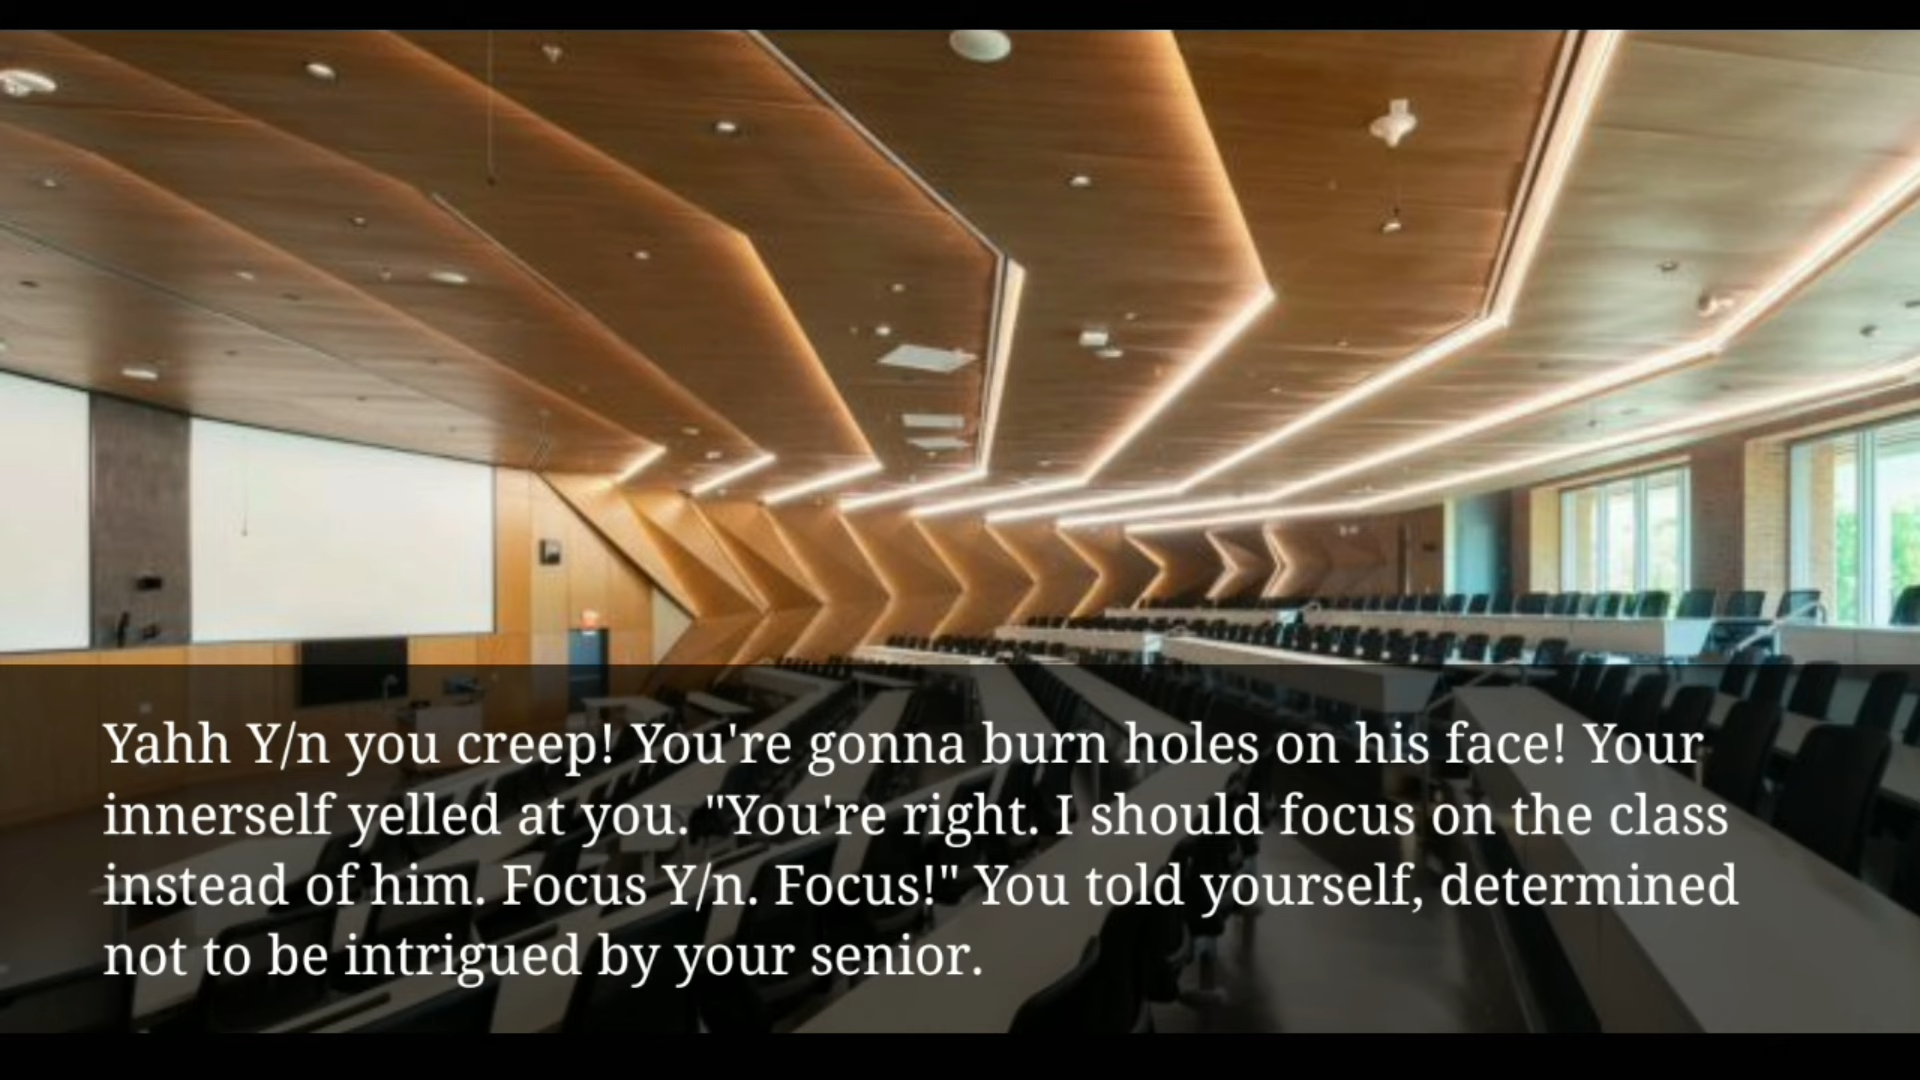 Yahh Y/n you creep! You're gonna burn holes on his face! Your
innerself yelled at you. "You're right. I should focus on the class
instead of him. Focus Y/n. Focus!" You told yourself, determined
not to be intrigued by your senior.